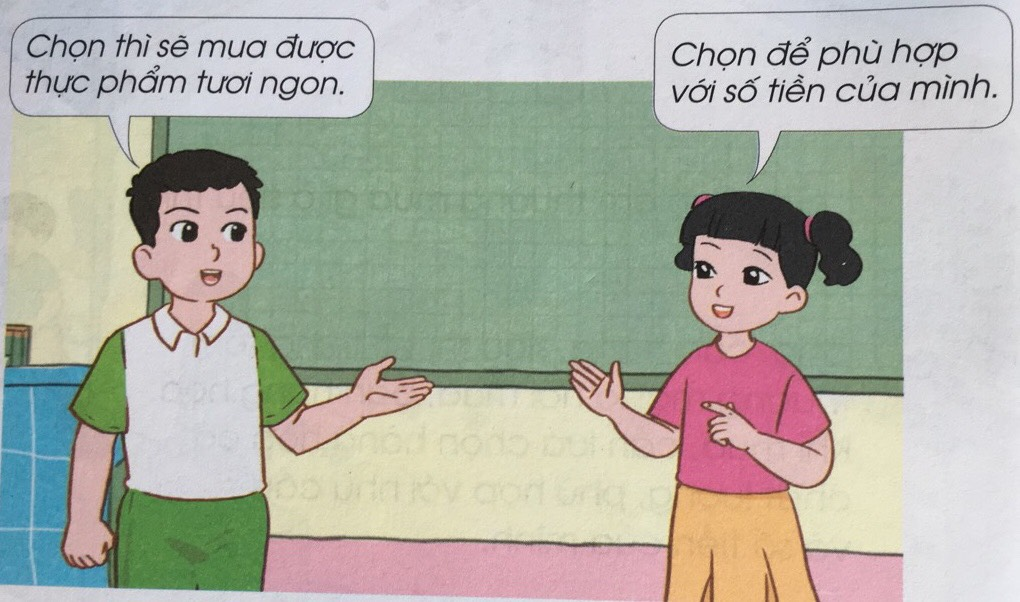 Chọn thì sẽ mua được
thực phẩm tươi ngon.
Chọn để phù hợp
với số tiền của mình.